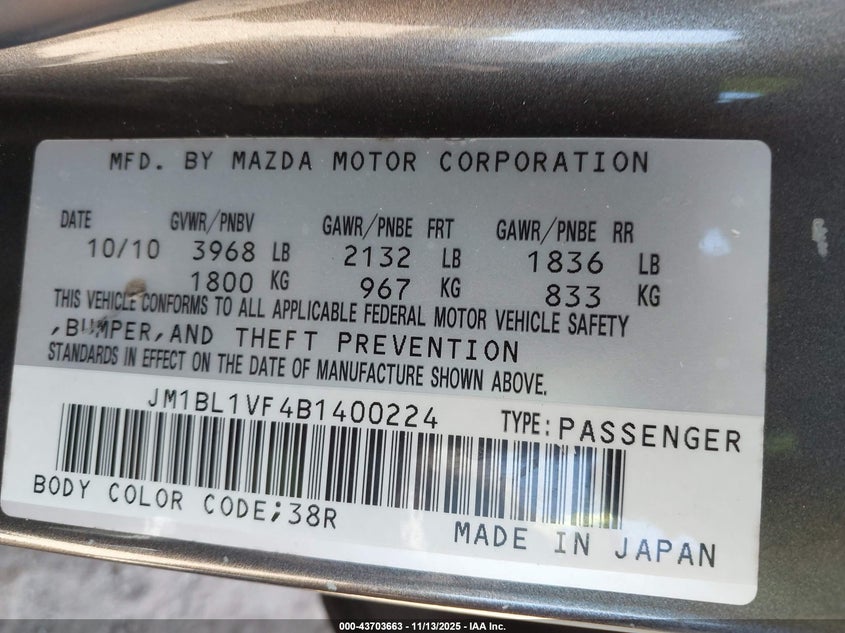 MFD. BY MAZDA MOTOR CORPORATION
DATE GVWR/PNBV GAWR/PNBE FRT GAWR/PNBE RR
10/10 3968 LB 2132 LB 1836 LB
1800 KG 967 KG 833 KG
THIS VEHICLE CONFORMS TO ALL APPLICABLE FEDERAL MOTOR VEHICLE SAFETY
,BUMPER,AND THEFT PREVENTION
STANDARDS IN EFFECT ON THE DATE OF MANUFACTURE SHOWN ABOVE.
JM1BL1VF4B1400224 TYPE:PASSENGER
BODY COLOR CODE;38R
MADE IN JAPAN
000-43703663 - 11/13/2025 - IAA Inc.